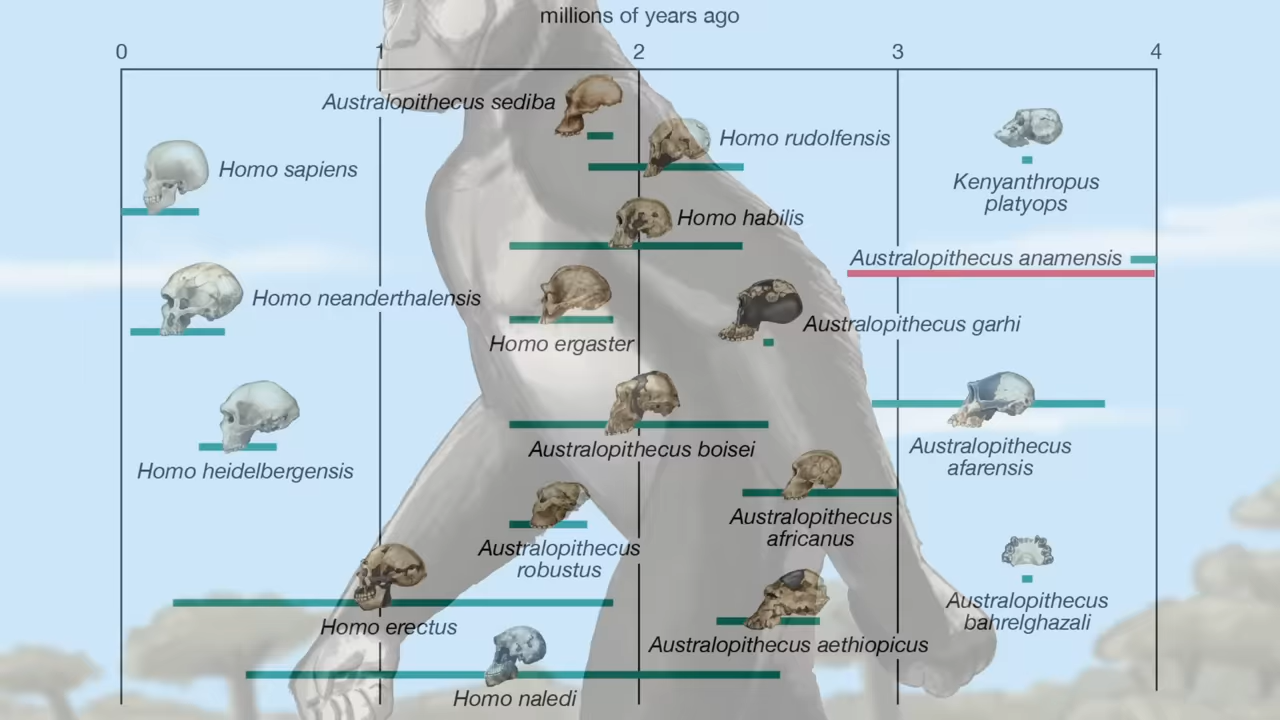 millions of years ago
0 1 2 3 4
Australopithecus sediba
Homo rudolfensis
Homo sapiens
Kenyanthropus
platyops
Homo habilis
Australopithecus anamensis
Homo neanderthalensis
Australopithecus garhi
Homo ergaster
Australopithecus
afarensis
Australopithecus boisei
Homo heidelbergensis
Australopithecus
africanus
Australopithecus
robustus
Australopithecus
bahrelghazali
Homo erectus
Australopithecus aethiopicus
Homo naledi